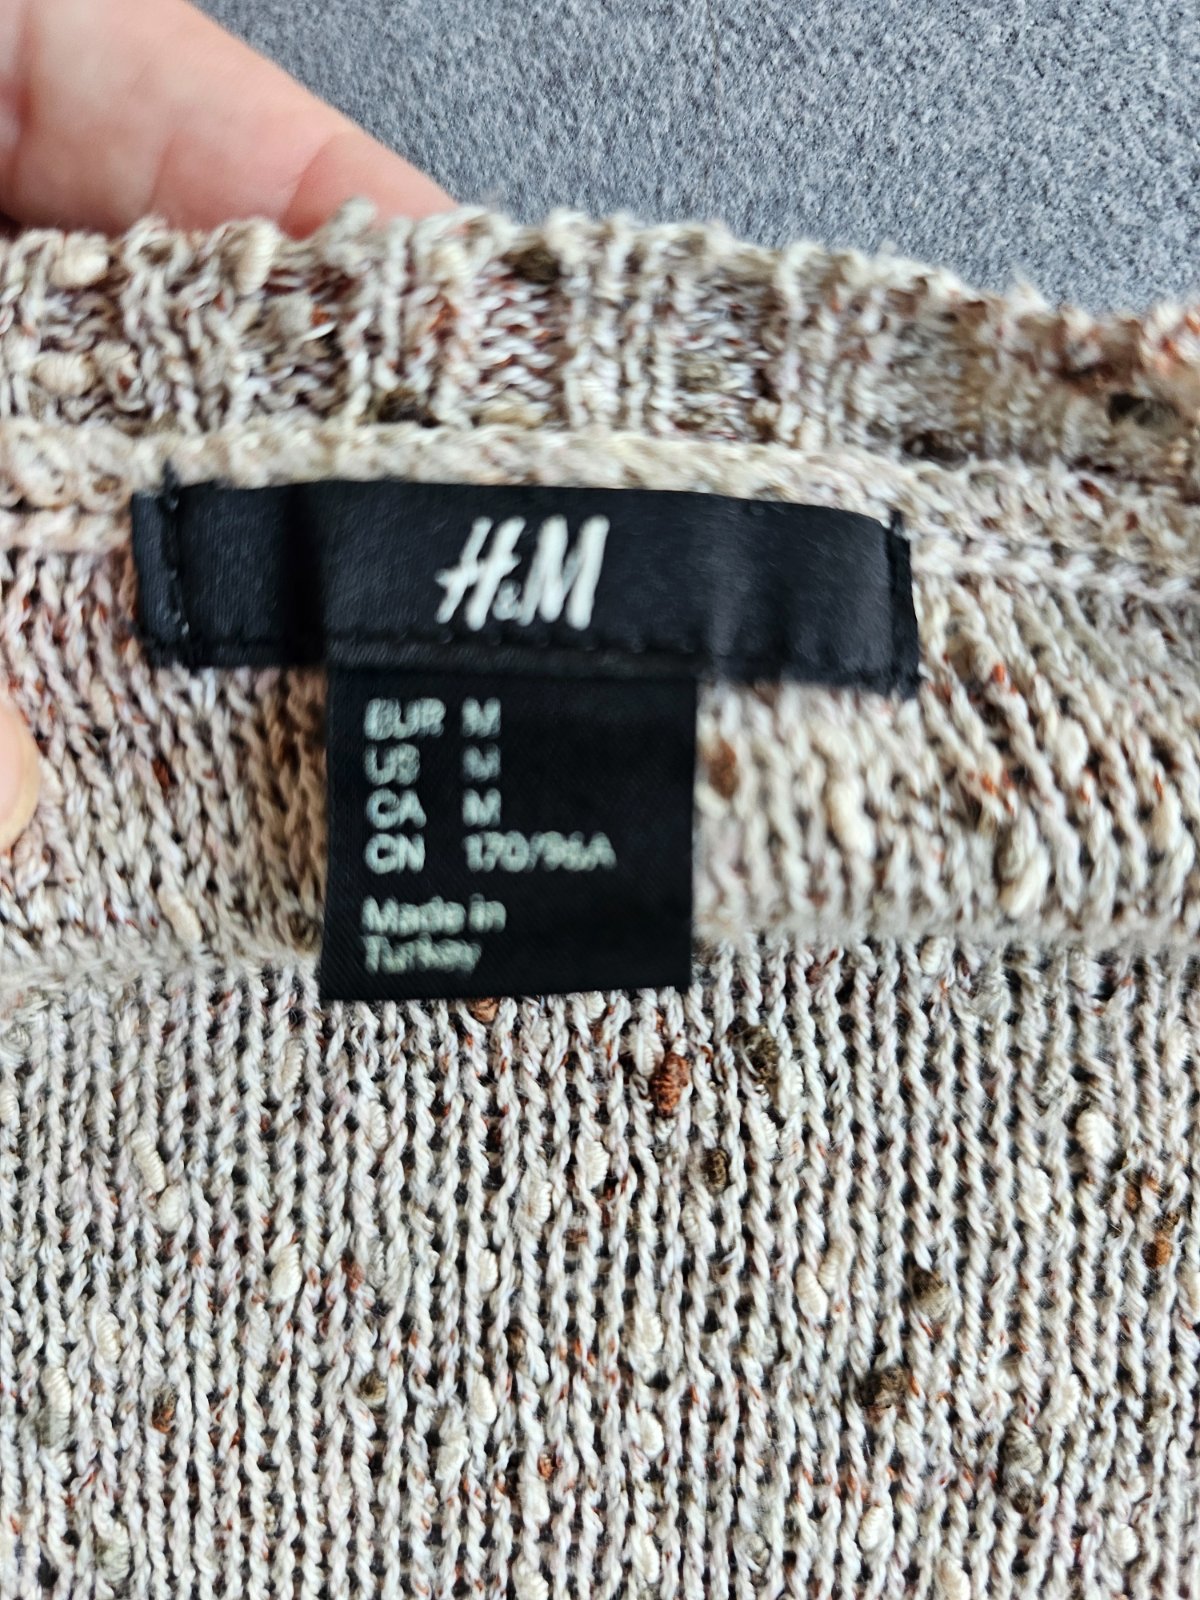 H&M
EUR M
US M
CA M
CN 170/96A
Made in
Turkey